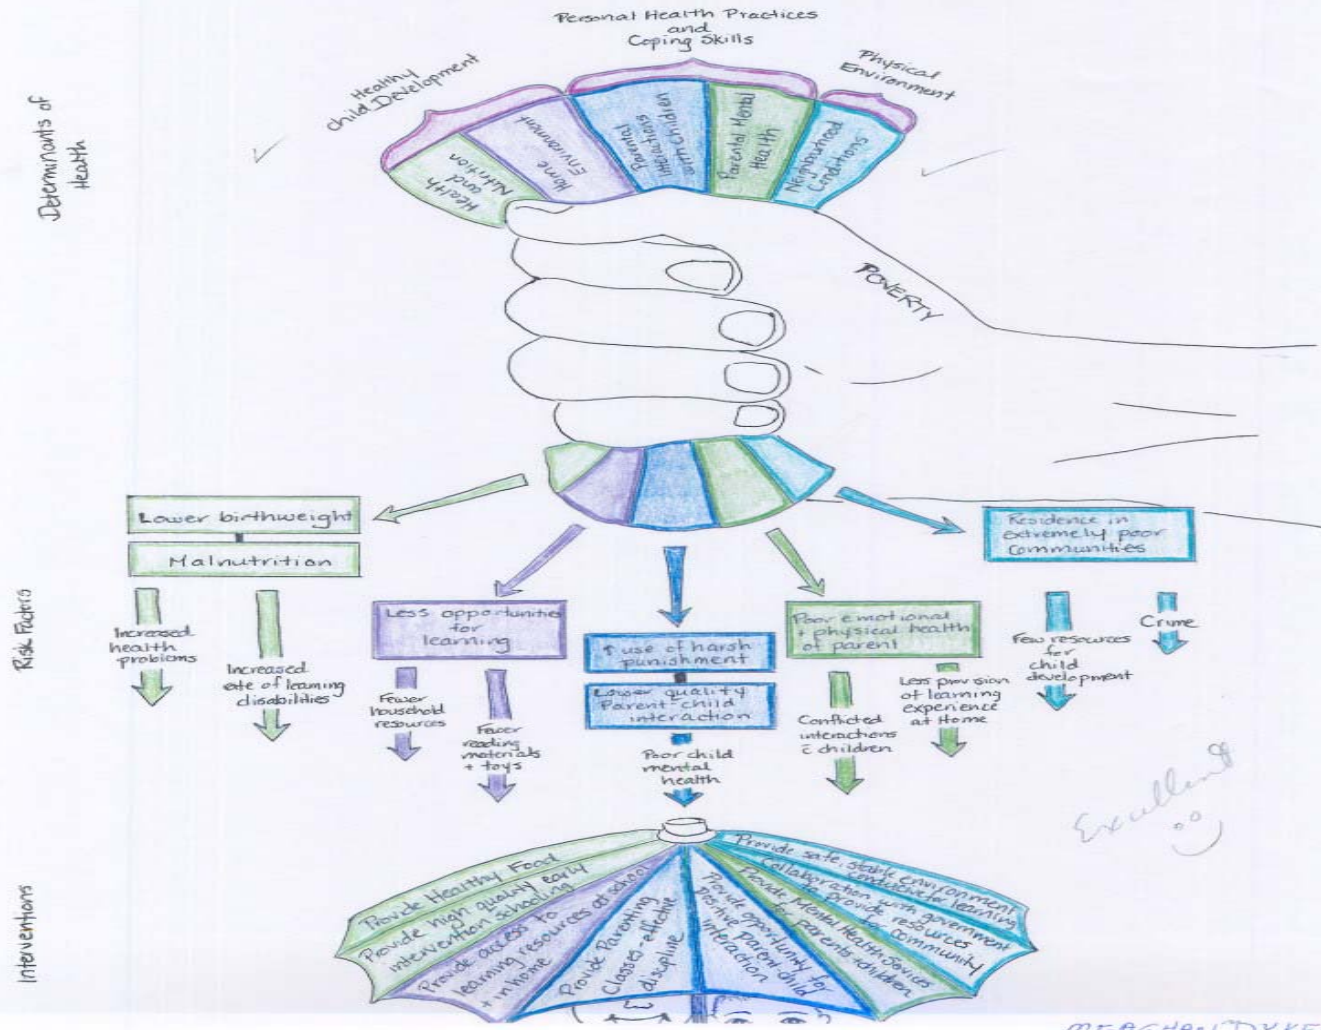 Personal Health Practices
and
Coping Skills
Healthy
Child Development
Physical
Environment
Determinants of
Health
Health
and
Nutrition
Home
Environment
Parental
interactions
with children
Parental Mental
Health
Neighbourhood
Conditions
POVERTY
Lower birthweight
Malnutrition
Residence in
extremely poor
communities
Risk Factors
Increased
health
problems
Increased
rate of learning
disabilities
Less opportunities
for
learning
Fewer
household
resources
Fewer
reading
materials
+ toys
↑ use of harsh
punishment
Lower quality
Parent-child
interaction
Poor child
mental
health
Poor emotional
+ physical health
of parent
Conflicted
interactions
c̄ children
Less provision
of learning
experience
at Home
Few resources
for
child
development
Crime
Excellent
Interventions
Provide Healthy Food
Provide high quality early
intervention schooling
Provide access to
learning resources at school
+ in home
Provide Parenting
Classes-effective
discipline
Provide opportunity for
Positive Parent-child
interaction
Provide Mental Health Services
for parents + children
Collaboration with government
to provide resources
for community
Provide safe, stable environment
conducive for learning
MEAGHAN DYKE